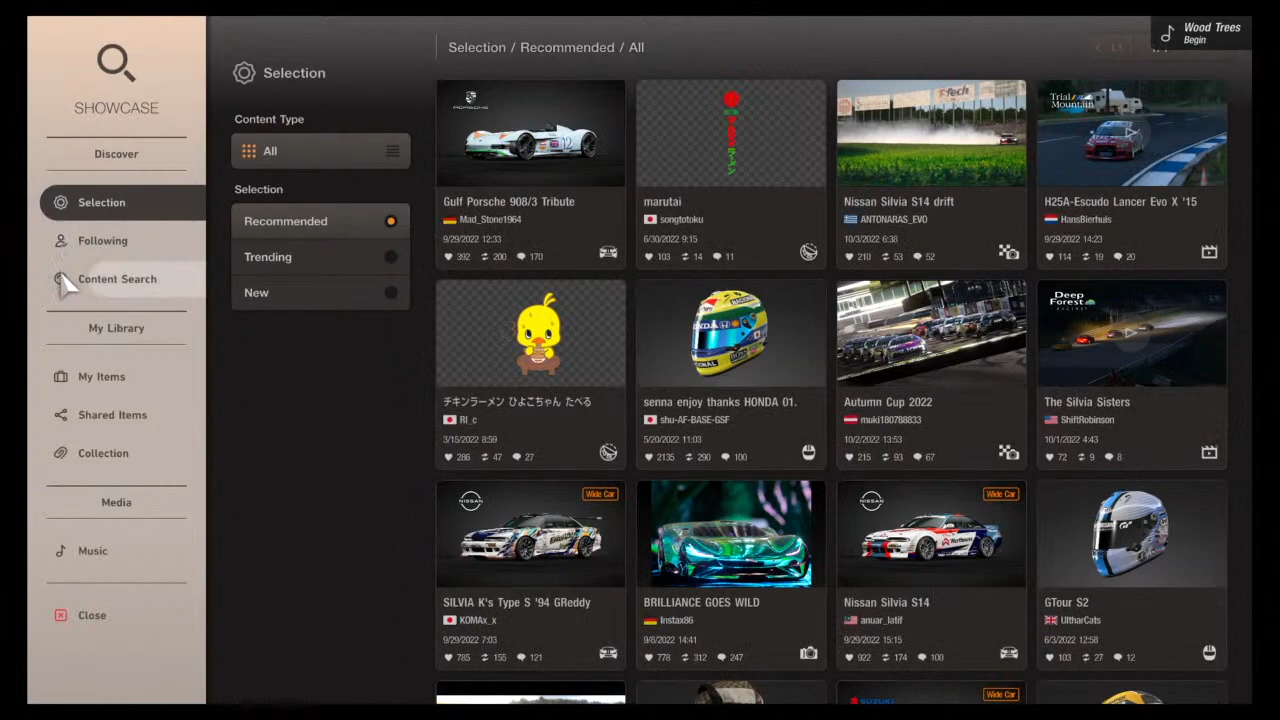 SHOWCASE
Discover
Selection
Following
Content Search
My Library
My Items
Shared Items
Collection
Media
Music
Close
Selection
Content Type
All
Selection
Recommended
Trending
New
Selection / Recommended / All
Wood Trees
Begin
PORSCHE
Gulf Porsche 908/3 Tribute
Mad_Stone1964
9/29/2022 12:33
392 200 170
marutai
songtotoku
6/30/2022 9:15
103 14 11
Nissan Silvia S14 drift
ANTONARAS_EVO
10/3/2022 6:38
210 53 52
Trial
Mountain
H25A-Escudo Lancer Evo X '15
HansBierhuis
9/29/2022 14:23
114 19 20
チキンラーメン ひよこちゃん たべる
RI_c
3/15/2022 8:59
286 47 27
senna enjoy thanks HONDA 01.
shu-AF-BASE-GSF
5/20/2022 11:03
2135 290 100
Autumn Cup 2022
muki180788833
10/2/2022 13:53
215 93 67
Deep
Forest
RACEWAY
The Silvia Sisters
ShiftRobinson
10/1/2022 4:43
72 9 8
NISSAN
Wide Car
SILVIA K's Type S '94 GReddy
KOMAx_x
9/29/2022 7:03
785 155 121
BRILLIANCE GOES WILD
Instax86
9/8/2022 14:41
778 312 247
NISSAN
Wide Car
Nissan Silvia S14
anuar_latif
9/29/2022 15:15
922 174 100
GTour S2
UltharCats
6/3/2022 12:58
103 27 12
SUZUKI
Wide Car